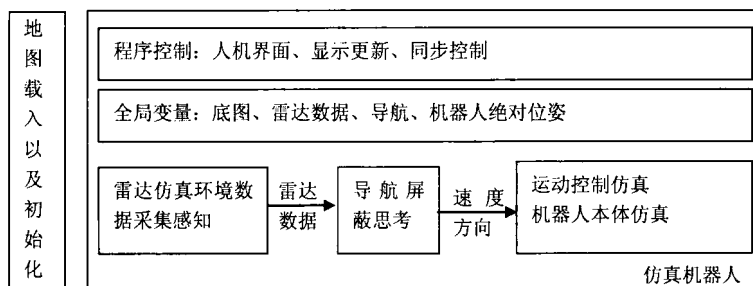 地
图
载
入
以
及
初
始
化
程序控制：人机界面、显示更新、同步控制
全局变量：底图、雷达数据、导航、机器人绝对位姿
雷达仿真环境数
据采集感知
雷达
数据
导航屏
蔽思考
速度
方向
运动控制仿真
机器人本体仿真
仿真机器人